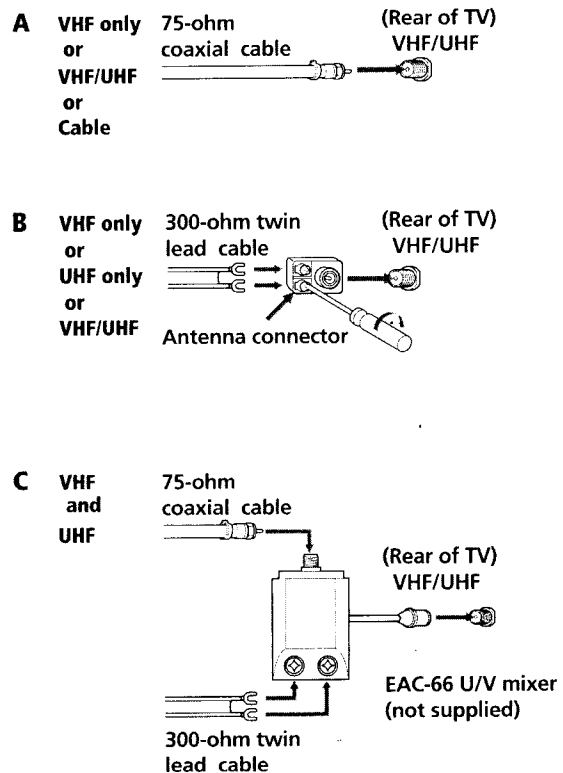 A
VHF only
or
VHF/UHF
or
Cable
75-ohm
coaxial cable
(Rear of TV)
VHF/UHF
B
VHF only
or
UHF only
or
VHF/UHF
300-ohm twin
lead cable
Antenna connector
(Rear of TV)
VHF/UHF
C
VHF
and
UHF
75-ohm
coaxial cable
(Rear of TV)
VHF/UHF
EAC-66 U/V mixer
(not supplied)
300-ohm twin
lead cable